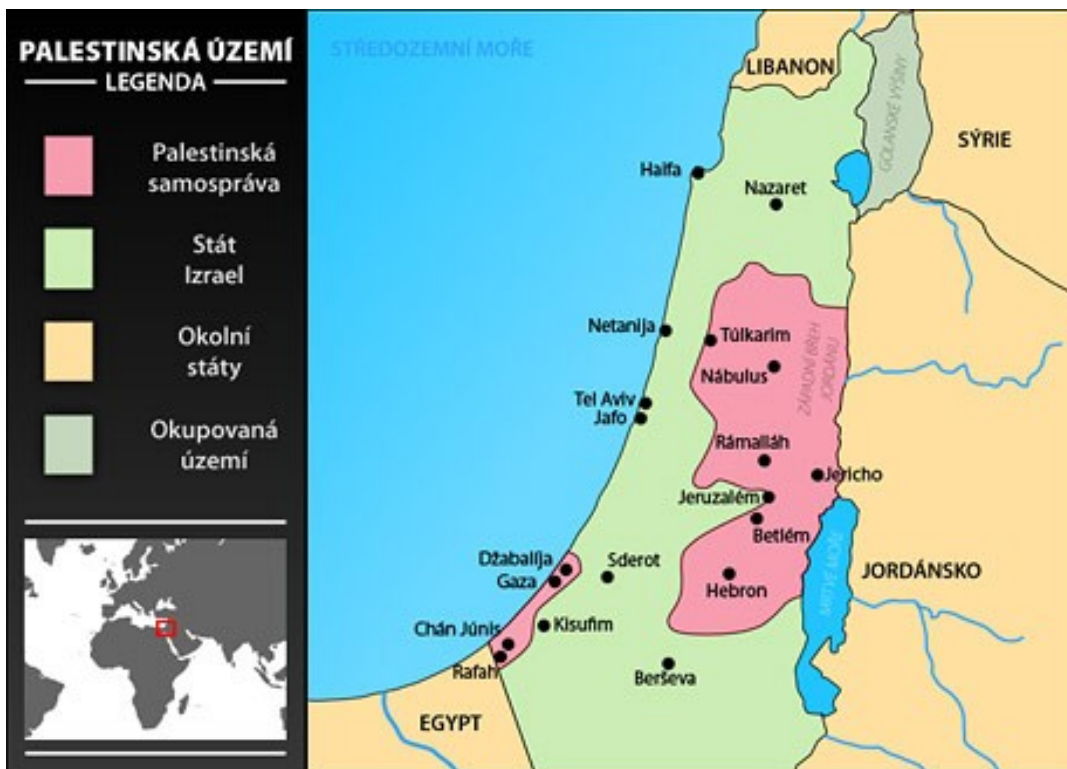 PALESTINSKÁ ÚZEMÍ
LEGENDA
Palestinská
samospráva
Stát
Izrael
Okolní
státy
Okupovaná
území
STŘEDOZEMNÍ MOŘE
LIBANON
GOLANSKÉ VÝŠINY
SÝRIE
Haifa
Nazaret
Netanija
Túlkarim
Nábulus
ZÁPADNÍ BŘEH
JORDÁNU
Tel Aviv
Jafo
Rámalláh
Jericho
Jeruzalém
Betlém
Džabalíja
Gaza
Sderot
Hebron
MRTVÉ MOŘE
JORDÁNSKO
Chán Júnis
Kisufim
Rafah
Berševa
EGYPT